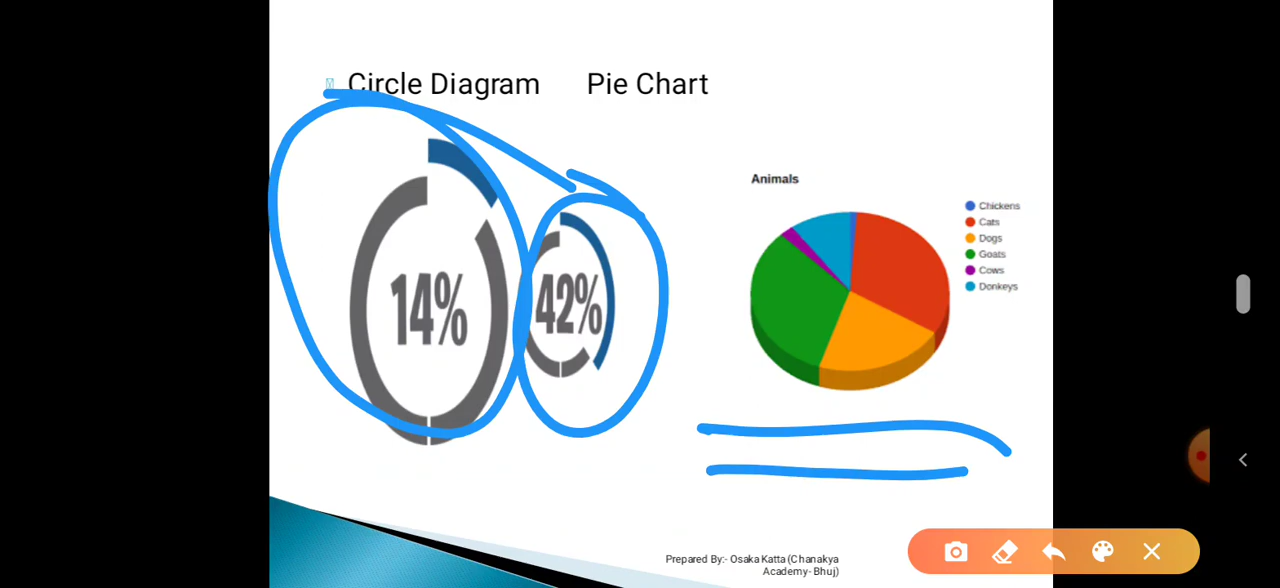 Circle Diagram Pie Chart
14%
42%
Animals
Chickens
Cats
Dogs
Goats
Cows
Donkeys
Prepared By:- Osaka Katta (Chanakya
Academy- Bhuj)